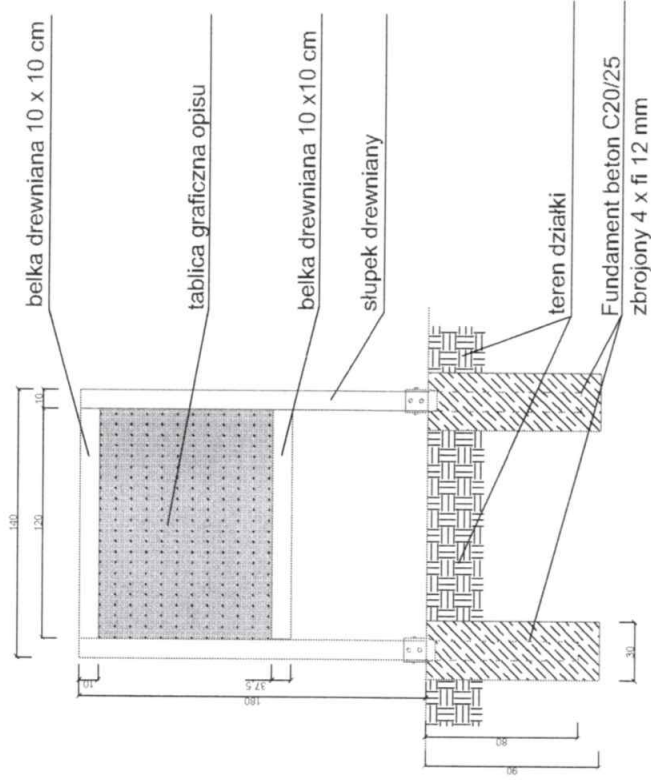 belka drewniana 10 x 10 cm
tablica graficzna opisu
belka drewniana 10 x10 cm
słupek drewniany
teren działki
Fundament beton C20/25
zbrojony 4 x fi 12 mm
140
120
10
10
37,5
180
80
90
30